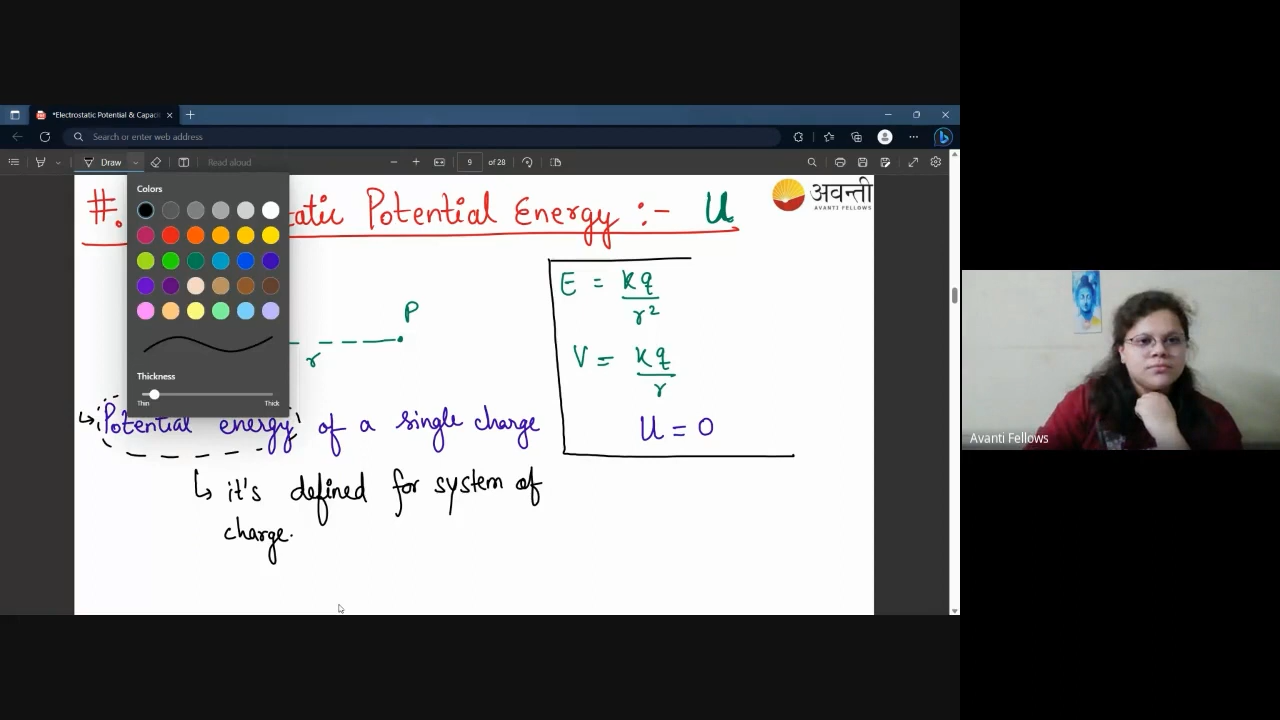 *Electrostatic Potential & Capac
Search or enter web address
Draw
Read aloud
9
of 28
Colors
Thickness
Thin
Thick
#.
tatic Potential Energy :- U
अवन्ती
AVANTI FELLOWS
E = kq/r²
P
r
V = kq/r
Potential energy of a single charge
U = 0
it's defined for system of
charge.
Avanti Fellows